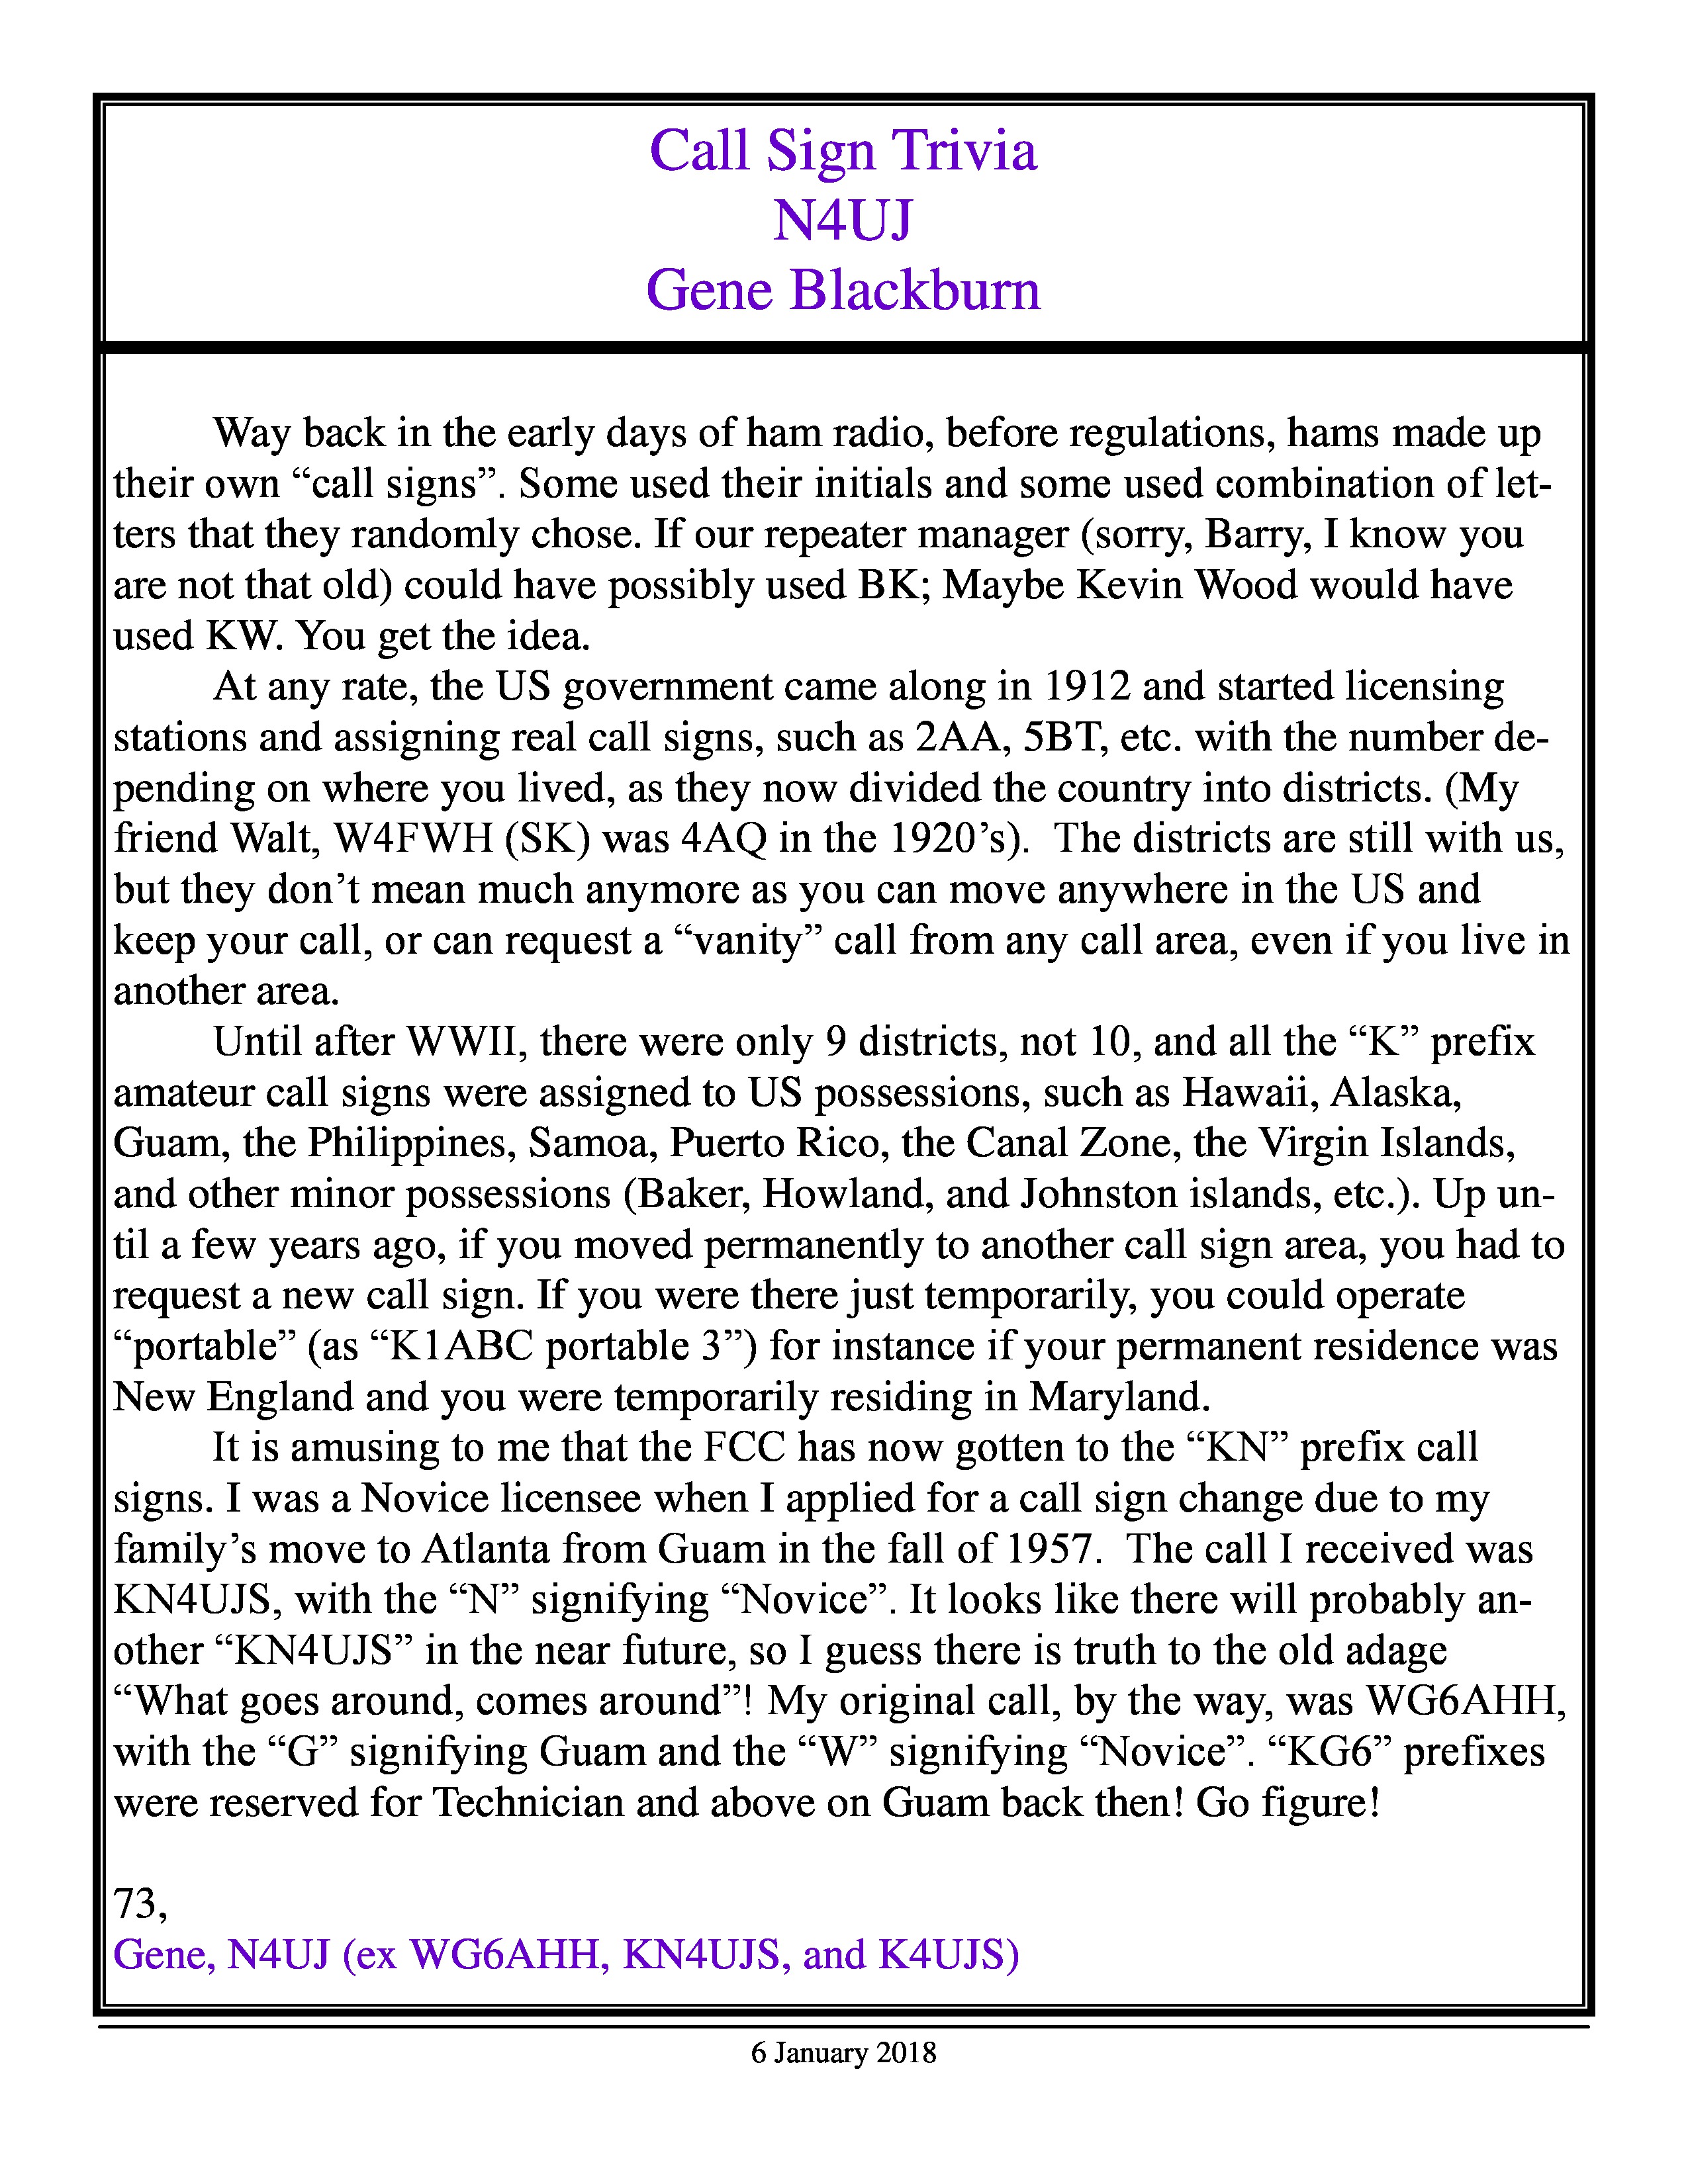 Call Sign Trivia
N4UJ
Gene Blackburn
Way back in the early days of ham radio, before regulations, hams made up
their own “call signs”. Some used their initials and some used combination of let-
ters that they randomly chose. If our repeater manager (sorry, Barry, I know you
are not that old) could have possibly used BK; Maybe Kevin Wood would have
used KW. You get the idea.
At any rate, the US government came along in 1912 and started licensing
stations and assigning real call signs, such as 2AA, 5BT, etc. with the number de-
pending on where you lived, as they now divided the country into districts. (My
friend Walt, W4FWH (SK) was 4AQ in the 1920’s).  The districts are still with us,
but they don’t mean much anymore as you can move anywhere in the US and
keep your call, or can request a “vanity” call from any call area, even if you live in
another area.
Until after WWII, there were only 9 districts, not 10, and all the “K” prefix
amateur call signs were assigned to US possessions, such as Hawaii, Alaska,
Guam, the Philippines, Samoa, Puerto Rico, the Canal Zone, the Virgin Islands,
and other minor possessions (Baker, Howland, and Johnston islands, etc.). Up un-
til a few years ago, if you moved permanently to another call sign area, you had to
request a new call sign. If you were there just temporarily, you could operate
“portable” (as “K1ABC portable 3”) for instance if your permanent residence was
New England and you were temporarily residing in Maryland.
It is amusing to me that the FCC has now gotten to the “KN” prefix call
signs. I was a Novice licensee when I applied for a call sign change due to my
family’s move to Atlanta from Guam in the fall of 1957.  The call I received was
KN4UJS, with the “N” signifying “Novice”. It looks like there will probably an-
other “KN4UJS” in the near future, so I guess there is truth to the old adage
“What goes around, comes around”! My original call, by the way, was WG6AHH,
with the “G” signifying Guam and the “W” signifying “Novice”. “KG6” prefixes
were reserved for Technician and above on Guam back then! Go figure!
73,
Gene, N4UJ (ex WG6AHH, KN4UJS, and K4UJS)
6 January 2018